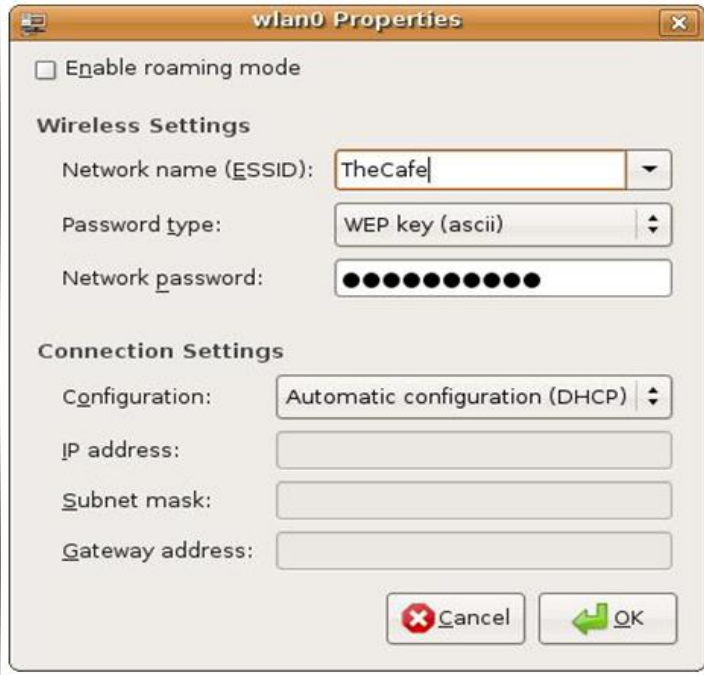 wlan0 Properties
Enable roaming mode
Wireless Settings
Network name (ESSID): TheCafe
Password type: WEP key (ascii)
Network password: ●●●●●●●●●●
Connection Settings
Configuration: Automatic configuration (DHCP)
IP address:
Subnet mask:
Gateway address:
Cancel OK